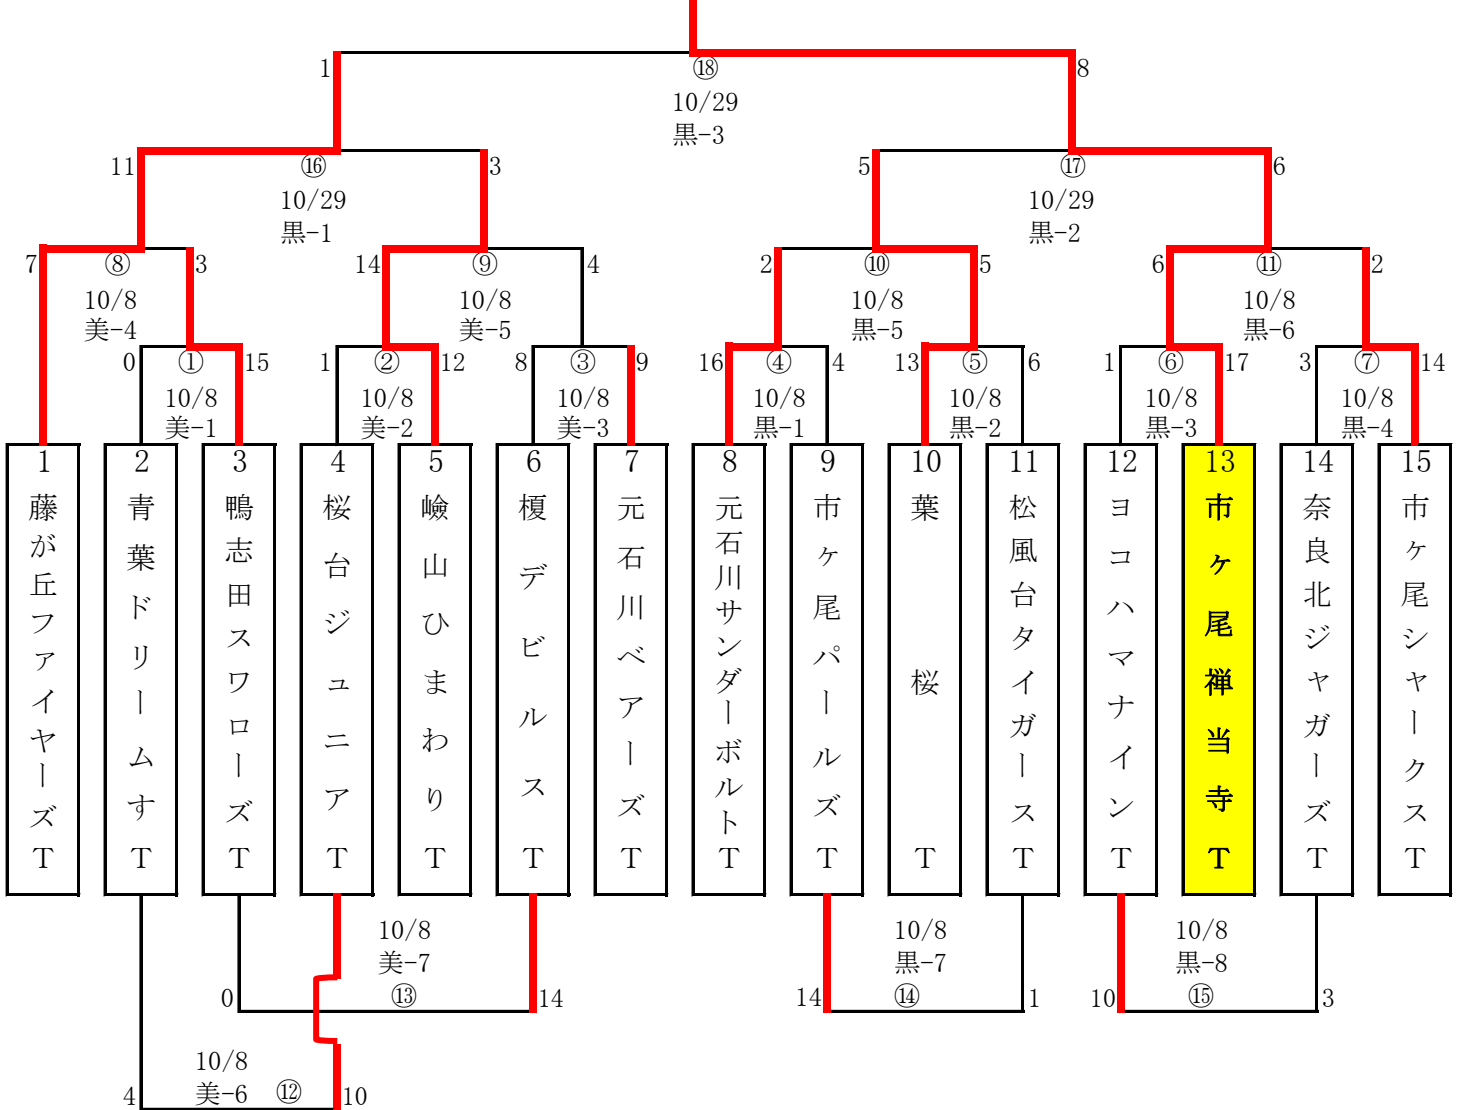 1 ⑱ 8
10/29
黒-3
11 ⑯ 3 5 ⑰ 6
10/29 10/29
黒-1 黒-2
7 ⑧ 3 14 ⑨ 4 2 ⑩ 5 6 ⑪ 2
10/8 10/8 10/8 10/8
美-4 美-5 黒-5 黒-6
0 ① 15 1 ② 12 8 ③ 9 16 ④ 4 13 ⑤ 6 1 ⑥ 17 3 ⑦ 14
10/8 10/8 10/8 10/8 10/8 10/8 10/8
美-1 美-2 美-3 黒-1 黒-2 黒-3 黒-4
1 藤が丘ファイヤーズT
2 青葉ドリームすT
3 鴨志田スワローズT
4 桜台ジュニアT
5 嶮山ひまわりT
6 榎デビルスT
7 元石川ベアーズT
8 元石川サンダーボルトT
9 市ヶ尾パールズT
10 葉桜T
11 松風台タイガースT
12 ヨコハマナインT
13 市ヶ尾禅当寺T
14 奈良北ジャガーズT
15 市ヶ尾シャークスT
10/8 10/8 10/8
美-7 黒-7 黒-8
0 ⑬ 14 14 ⑭ 1 10 ⑮ 3
10/8
4 美-6 ⑫ 10